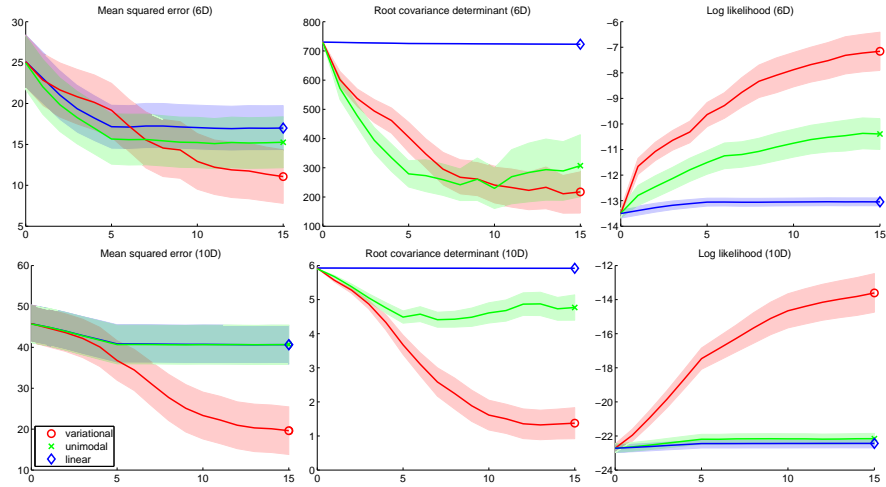 Mean squared error (6D)
30
25
20
15
10
5
0 5 10 15
Root covariance determinant (6D)
800
700
600
500
400
300
200
100
0 5 10 15
Log likelihood (6D)
−6
−7
−8
−9
−10
−11
−12
−13
−14
0 5 10 15
Mean squared error (10D)
60
50
40
30
20
10
0 5 10 15
variational
unimodal
linear
Root covariance determinant (10D)
6
5
4
3
2
1
0
0 5 10 15
Log likelihood (10D)
−12
−14
−16
−18
−20
−22
−24
0 5 10 15